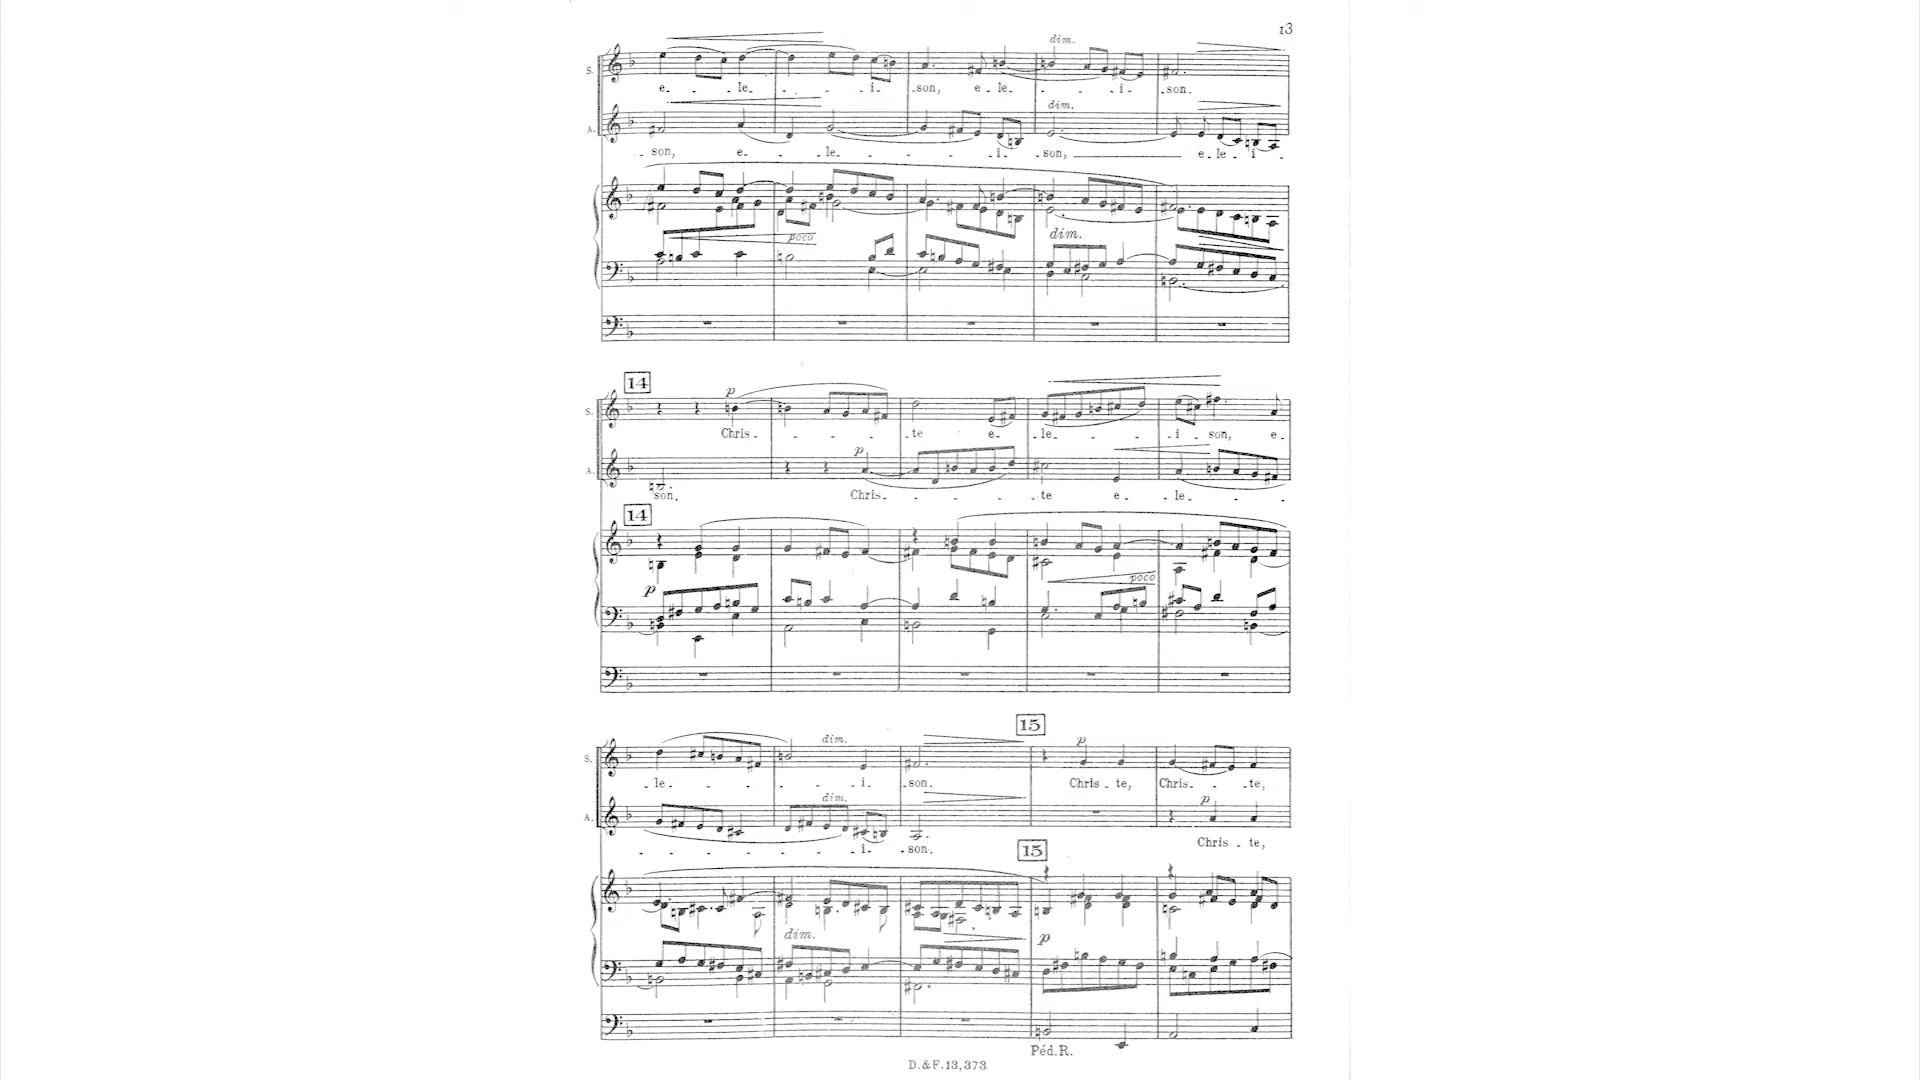 13
dim.
S.
e - - le - - - - i - son, e - le - - - - i - son.
dim.
A.
- son, e - - le - - - - - i - son, e - le - i -
poco
dim.
14
p
S.
Chris - - - - - te e - le - - - - i - son, e -
p
A.
son. Chris - - - - - te e - le - - - -
14
p
poco
15
dim. p
S.
- le - - - - - i - son. Chris - te, Chris - - te,
dim. p
A.
- - - - - - i - son. Chris - te,
15
dim. p
Péd. R.
D. & F. 13,373